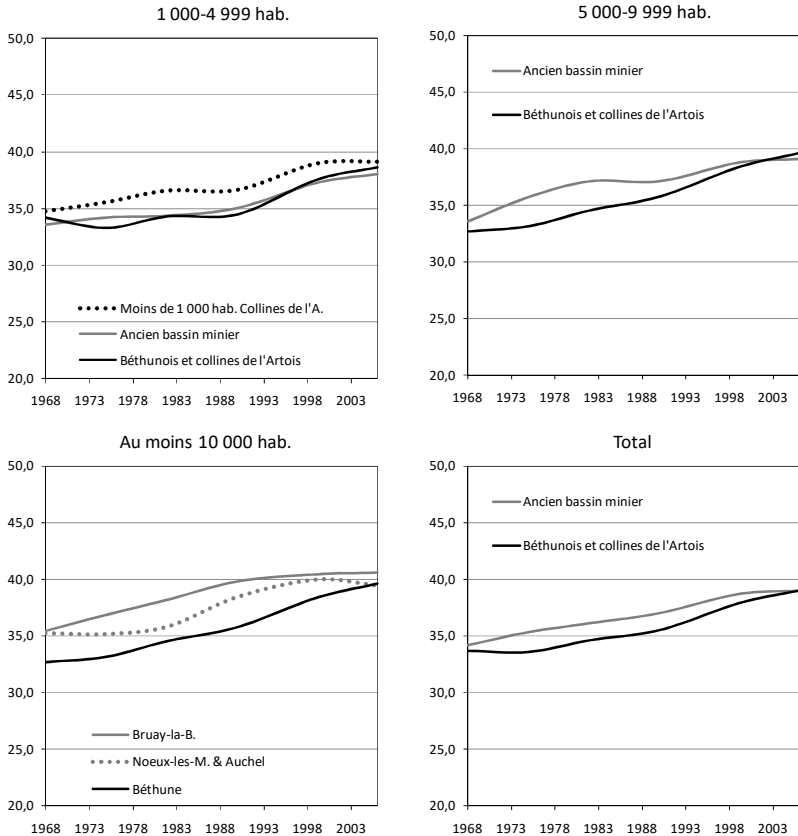 1 000-4 999 hab.
50,0
45,0
40,0
35,0
30,0
25,0
20,0
Moins de 1 000 hab. Collines de l'A.
Ancien bassin minier
Béthunois et collines de l'Artois
1968 1973 1978 1983 1988 1993 1998 2003
5 000-9 999 hab.
50,0
45,0
40,0
35,0
30,0
25,0
20,0
Ancien bassin minier
Béthunois et collines de l'Artois
1968 1973 1978 1983 1988 1993 1998 2003
Au moins 10 000 hab.
50,0
45,0
40,0
35,0
30,0
25,0
20,0
Bruay-la-B.
Noeux-les-M. & Auchel
Béthune
1968 1973 1978 1983 1988 1993 1998 2003
Total
50,0
45,0
40,0
35,0
30,0
25,0
20,0
Ancien bassin minier
Béthunois et collines de l'Artois
1968 1973 1978 1983 1988 1993 1998 2003